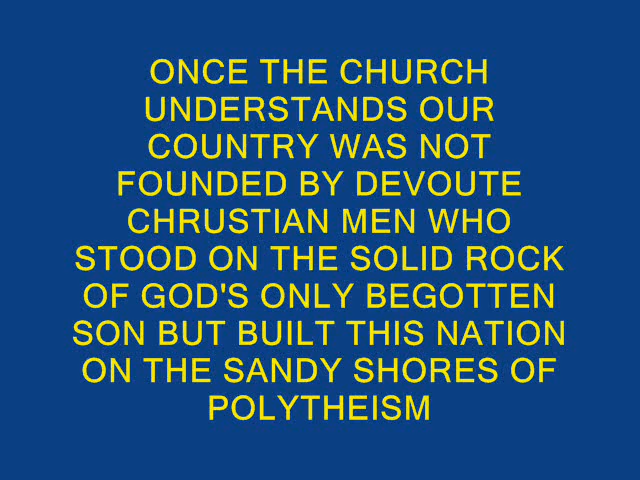 ONCE THE CHURCH
UNDERSTANDS OUR
COUNTRY WAS NOT
FOUNDED BY DEVOUTE
CHRUSTIAN MEN WHO
STOOD ON THE SOLID ROCK
OF GOD'S ONLY BEGOTTEN
SON BUT BUILT THIS NATION
ON THE SANDY SHORES OF
POLYTHEISM